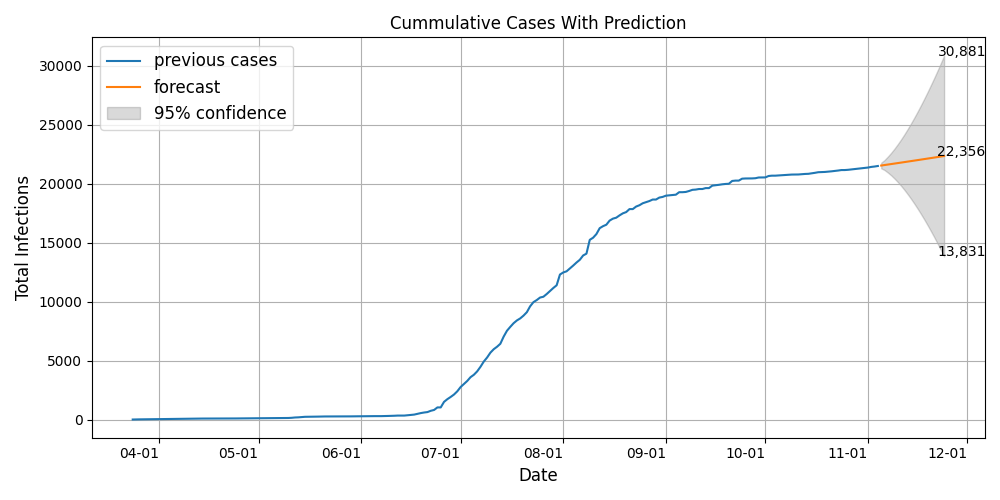 Cummulative Cases With Prediction
previous cases
forecast
95% confidence
30,881
22,356
13,831
30000
25000
20000
15000
10000
5000
0
Total Infections
04-01 05-01 06-01 07-01 08-01 09-01 10-01 11-01 12-01
Date